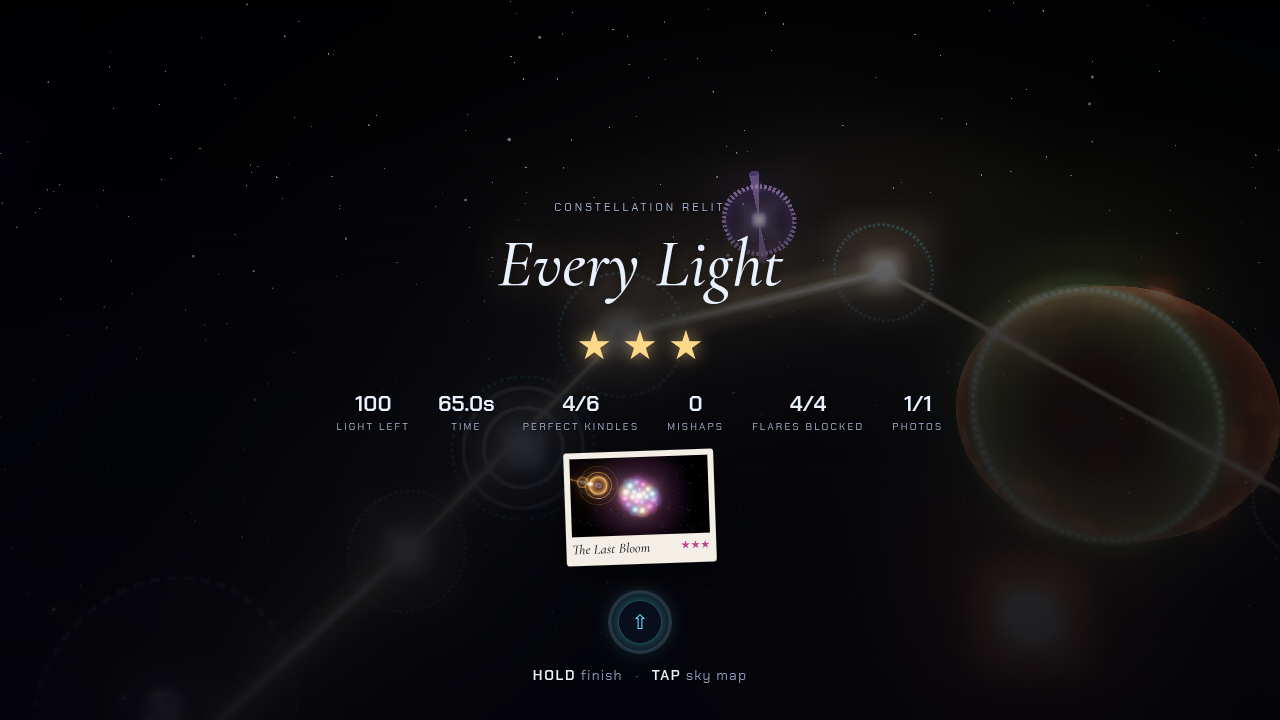 CONSTELLATION RELIT
Every Light
★ ★ ★
100 65.0s 4/6 0 4/4 1/1
LIGHT LEFT TIME PERFECT KINDLES MISHAPS FLARES BLOCKED PHOTOS
The Last Bloom ★★★
⇧
HOLD finish · TAP sky map